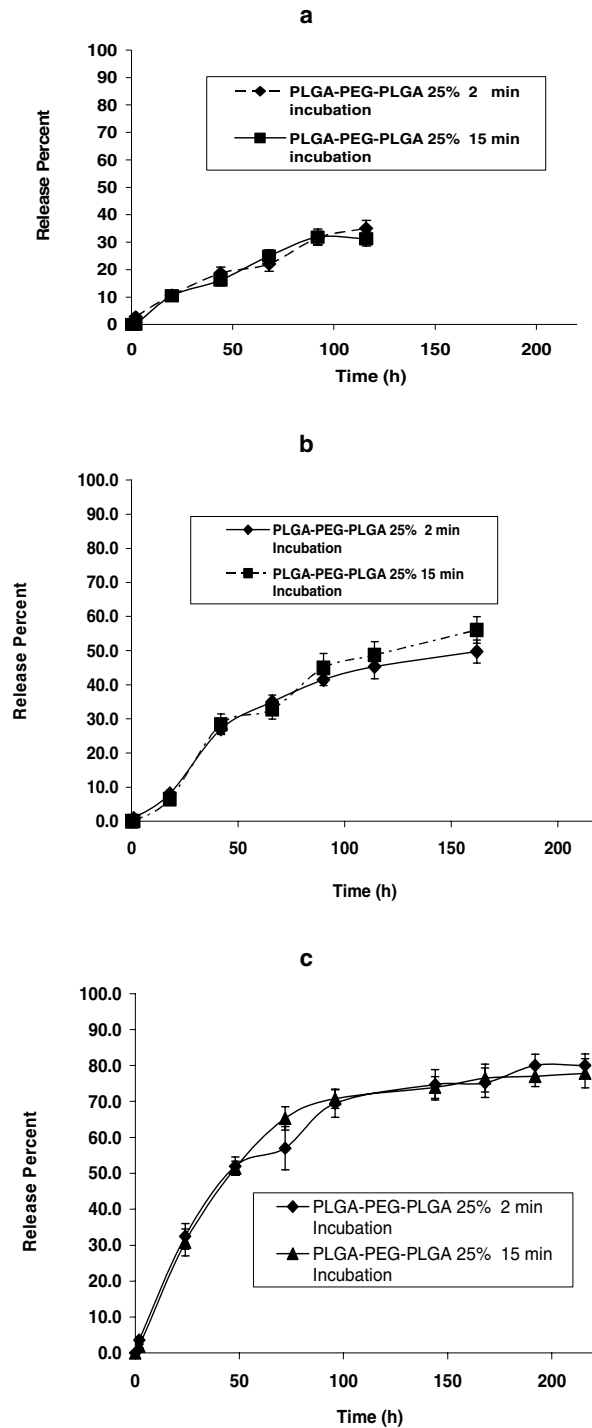 a
100
90
80
70
60
50
40
30
20
10
0
Release Percent
PLGA-PEG-PLGA 25% 2 min
incubation
PLGA-PEG-PLGA 25% 15 min
incubation
0 50 100 150 200
Time (h)
b
100.0
90.0
80.0
70.0
60.0
50.0
40.0
30.0
20.0
10.0
0.0
Release Percent
PLGA-PEG-PLGA 25% 2 min
Incubation
PLGA-PEG-PLGA 25% 15 min
Incubation
0 50 100 150 200
Time (h)
c
100.0
90.0
80.0
70.0
60.0
50.0
40.0
30.0
20.0
10.0
0.0
Release Percent
PLGA-PEG-PLGA 25% 2 min
Incubation
PLGA-PEG-PLGA 25% 15 min
Incubation
0 50 100 150 200
Time (h)